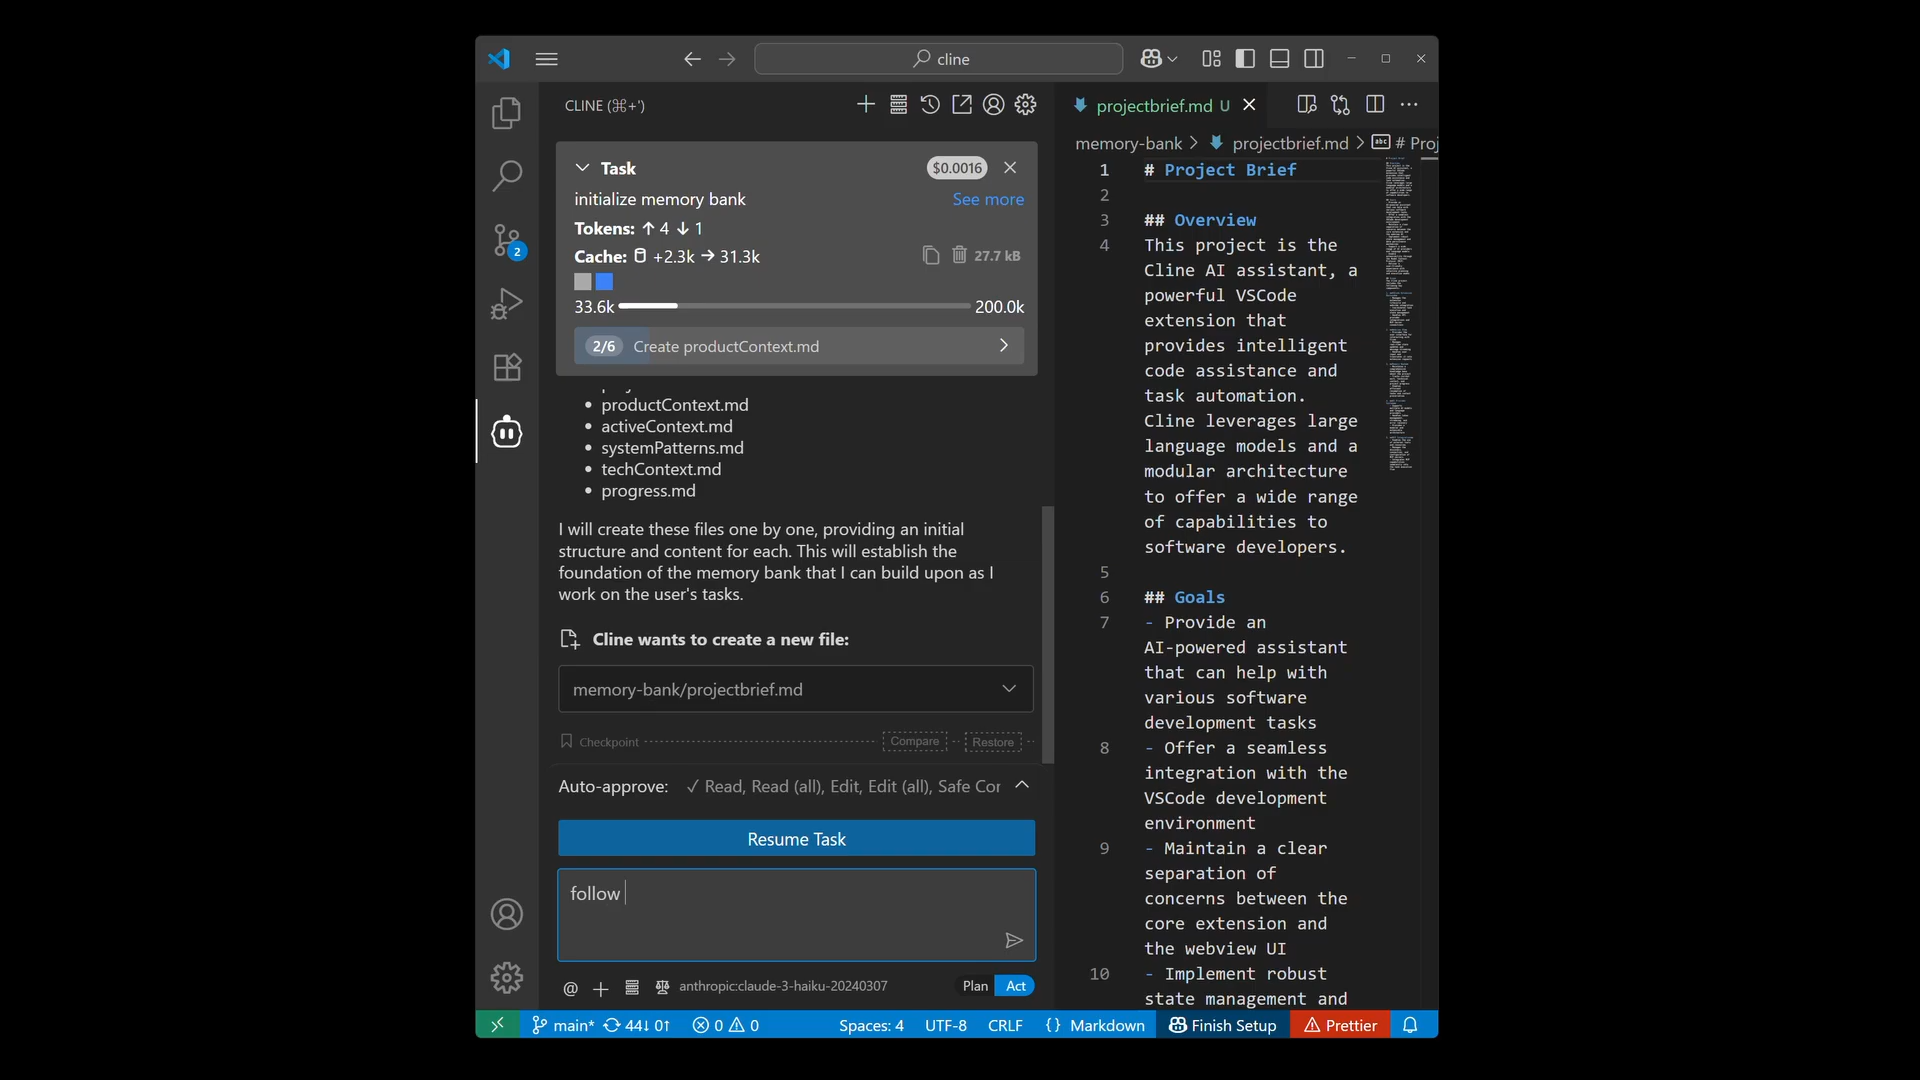 cline
CLINE (⌘+')
Task
$0.0016
initialize memory bank
See more
Tokens: ↑ 4 ↓ 1
Cache: +2.3k → 31.3k
27.7 kB
33.6k
200.0k
2/6 Create productContext.md
• productContext.md
• activeContext.md
• systemPatterns.md
• techContext.md
• progress.md
I will create these files one by one, providing an initial
structure and content for each. This will establish the
foundation of the memory bank that I can build upon as I
work on the user's tasks.
Cline wants to create a new file:
memory-bank/projectbrief.md
Checkpoint
Compare
Restore
Auto-approve: ✓ Read, Read (all), Edit, Edit (all), Safe Cor
Resume Task
follow
@ + anthropic:claude-3-haiku-20240307
Plan
Act
projectbrief.md U
memory-bank > projectbrief.md > abc # Proj
1 # Project Brief
2
3 ## Overview
4 This project is the
Cline AI assistant, a
powerful VSCode
extension that
provides intelligent
code assistance and
task automation.
Cline leverages large
language models and a
modular architecture
to offer a wide range
of capabilities to
software developers.
5
6 ## Goals
7 - Provide an
AI-powered assistant
that can help with
various software
development tasks
8 - Offer a seamless
integration with the
VSCode development
environment
9 - Maintain a clear
separation of
concerns between the
core extension and
the webview UI
10 - Implement robust
state management and
2
main* 44↓ 0↑
0 0
Spaces: 4
UTF-8
CRLF
{} Markdown
Finish Setup
Prettier